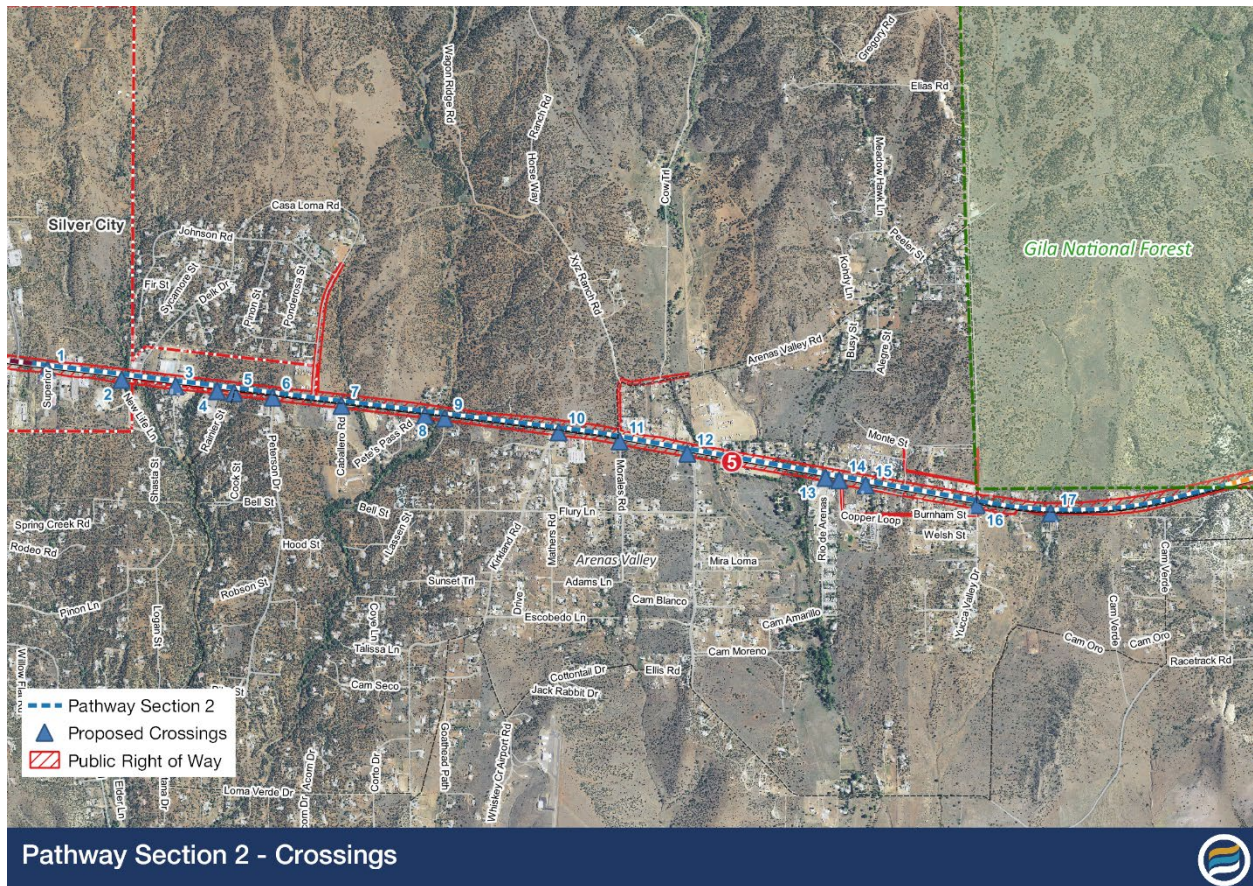 Gregory Rd
Wagon Ridge Rd
Ranch Rd
Elias Rd
Horse Way
Cow Trl
Meadow Hawk Ln
Casa Loma Rd
Silver City
Johnson Rd
Peeler St
Gila National Forest
Fir St
Sycamore St
Delk Dr
Pinon St
Ponderosa St
Xyz Ranch Rd
Kohdy Ln
Busy St
Alegre St
Arenas Valley Rd
Superior
1
2
3
4
5
6
7
8
9
10
11
12
5
13
14
15
16
17
New Life Ln
Ranier St
Peterson Dr
Caballero Rd
Pete's Pass Rd
Morales Rd
Monte St
Shasta St
Cook St
Bell St
Bell St
Lassen St
Flury Ln
Rio de Arenas
Copper Loop
Burnham St
Welsh St
Spring Creek Rd
Rodeo Rd
Hood St
Kirkland Rd
Mathers Rd
Arenas Valley
Mira Loma
Yucca Valley Dr
Cam Verde
Robson St
Sunset Trl
Adams Ln
Drive
Cam Blanco
Pinon Ln
Logan St
Coye Ln
Escobedo Ln
Cam Amarillo
Cam Verde
Talissa Ln
Cam Moreno
Cam Oro
Cam Oro
Racetrack Rd
Cam Seco
Cottontail Dr
Ellis Rd
Jack Rabbit Dr
Goathead Path
Whiskey Cr Airport Rd
Corto Dr
Acorn Dr
Loma Verde Dr
Elder Ln
Pathway Section 2
Proposed Crossings
Public Right of Way
Pathway Section 2 - Crossings